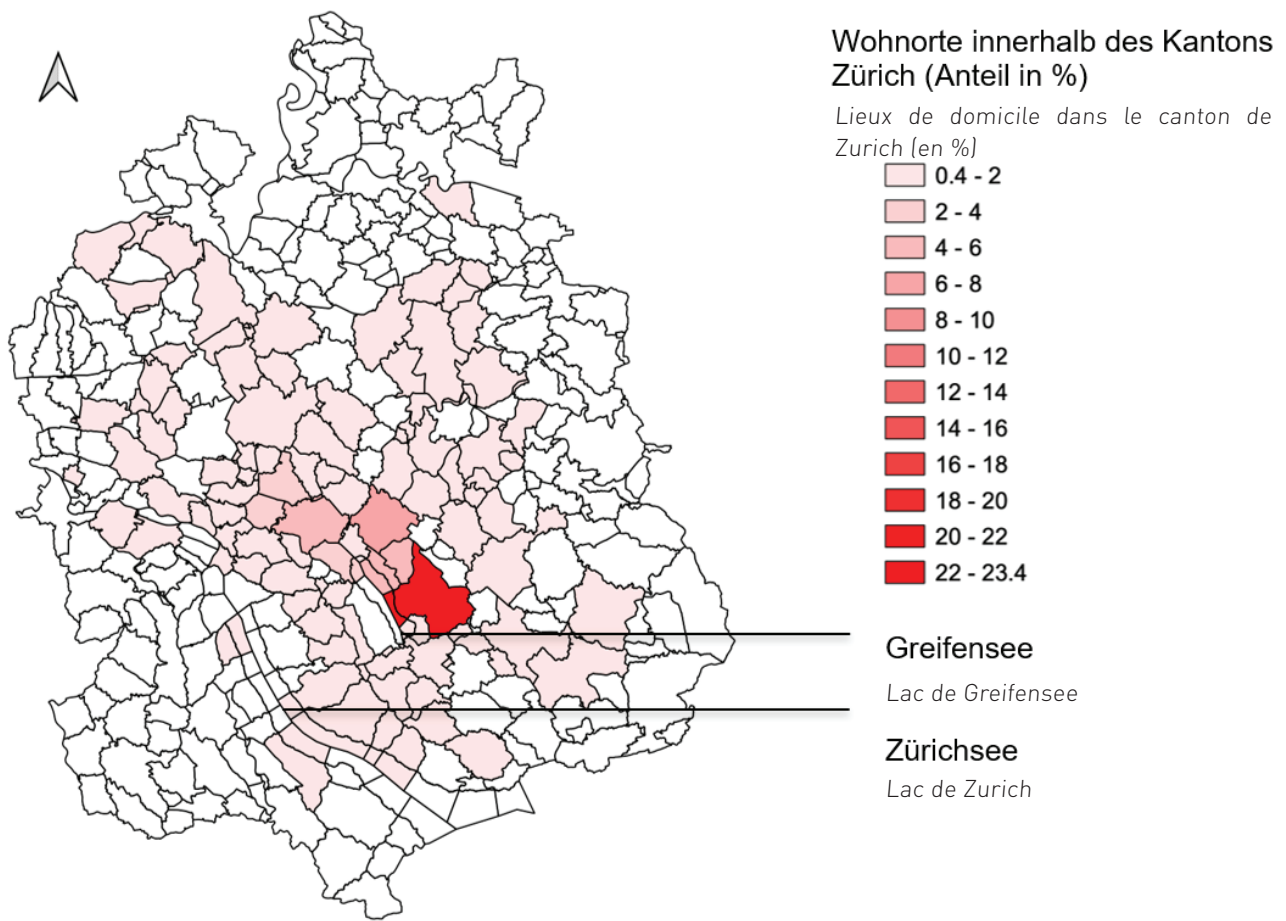 Wohnorte innerhalb des Kantons
Zürich (Anteil in %)
Lieux de domicile dans le canton de
Zurich (en %)
0.4 - 2
2 - 4
4 - 6
6 - 8
8 - 10
10 - 12
12 - 14
14 - 16
16 - 18
18 - 20
20 - 22
22 - 23.4
Greifensee
Lac de Greifensee
Zürichsee
Lac de Zurich